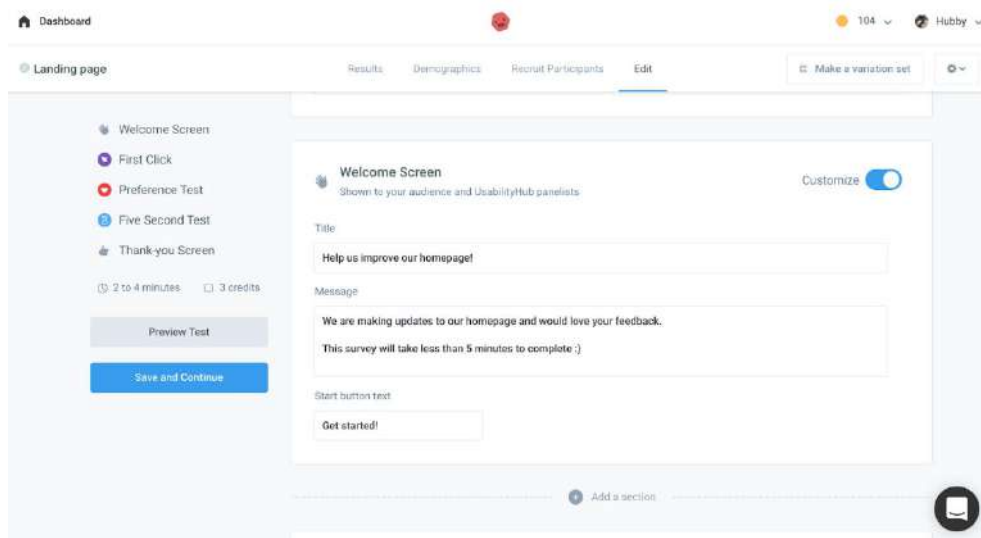 Dashboard
104
Hubby
Landing page
Results
Demographics
Recruit Participants
Edit
Make a variation set
Welcome Screen
First Click
Preference Test
Five Second Test
Thank-you Screen
2 to 4 minutes
3 credits
Preview Test
Save and Continue
Welcome Screen
Shown to your audience and UsabilityHub panelists
Customize
Title
Help us improve our homepage!
Message
We are making updates to our homepage and would love your feedback.
This survey will take less than 5 minutes to complete :)
Start button text
Get started!
Add a section